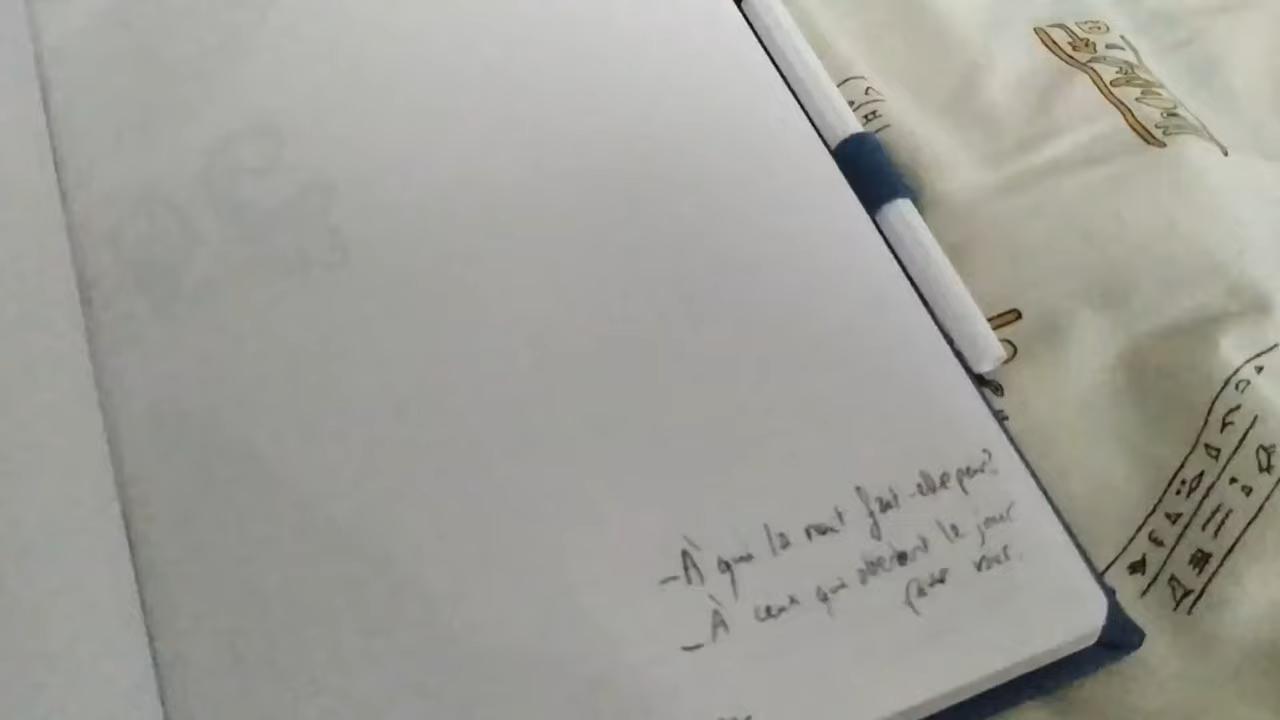 - À qui la nuit fait-elle peur?
- À ceux qui attendent le jour
pour voir.